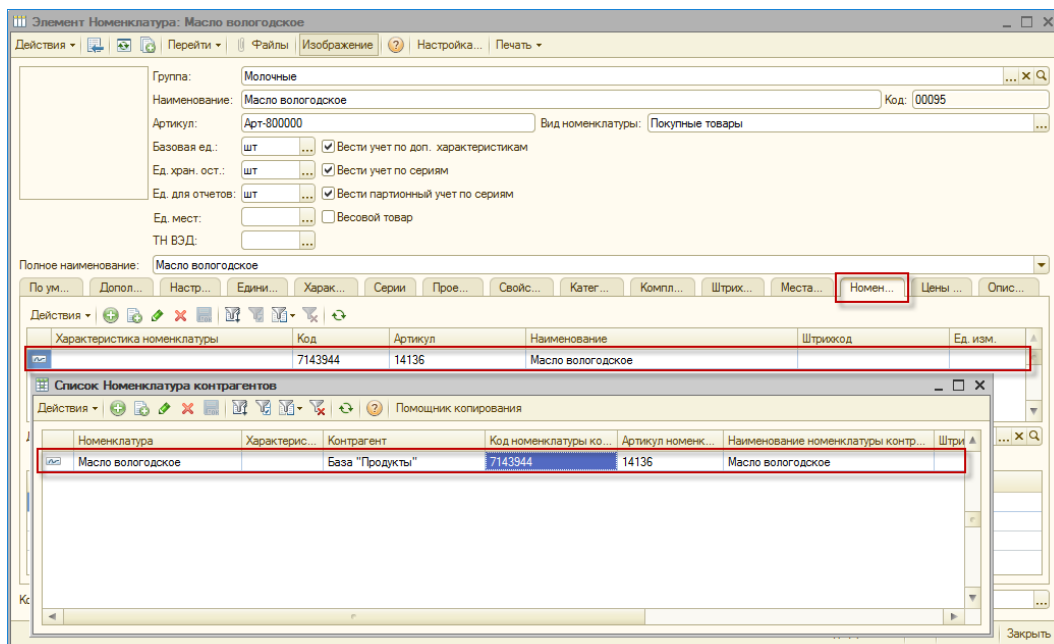 Элемент Номенклатура: Масло вологодское
Действия Перейти Файлы Изображение Настройка... Печать
Группа: Молочные ...
Наименование: Масло вологодское Код: 00095
Артикул: Арт-800000 Вид номенклатуры: Покупные товары ...
Базовая ед.: шт ... Вести учет по доп. характеристикам
Ед. хран. ост.: шт ... Вести учет по сериям
Ед. для отчетов: шт ... Вести партионный учет по сериям
Ед. мест: ... Весовой товар
ТН ВЭД: ...
Полное наименование: Масло вологодское
По ум... Допол... Настр... Едини... Харак... Серии Прое... Свойс... Катег... Компл... Штрих... Места... Номен... Цены ... Опис...
Действия
Характеристика номенклатуры Код Артикул Наименование Штрихкод Ед. изм.
7143944 14136 Масло вологодское
Список Номенклатура контрагентов
Действия Помощник копирования
Номенклатура Характерис... Контрагент Код номенклатуры ко... Артикул номенк... Наименование номенклатуры контр... Штри ...
Масло вологодское База "Продукты" 7143944 14136 Масло вологодское
...
Закрыть